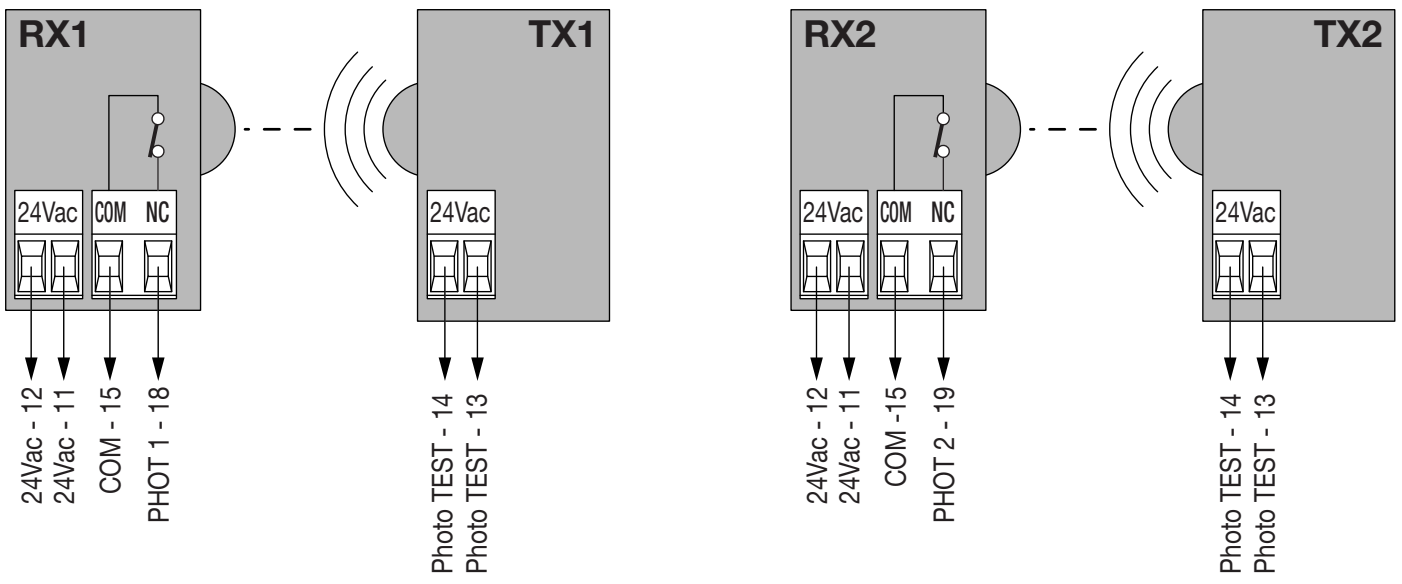 RX1
TX1
24Vac
COM
NC
24Vac
24Vac - 12
24Vac - 11
COM - 15
PHOT 1 - 18
Photo TEST - 14
Photo TEST - 13
RX2
TX2
24Vac
COM
NC
24Vac
24Vac - 12
24Vac - 11
COM -15
PHOT 2 - 19
Photo TEST - 14
Photo TEST - 13